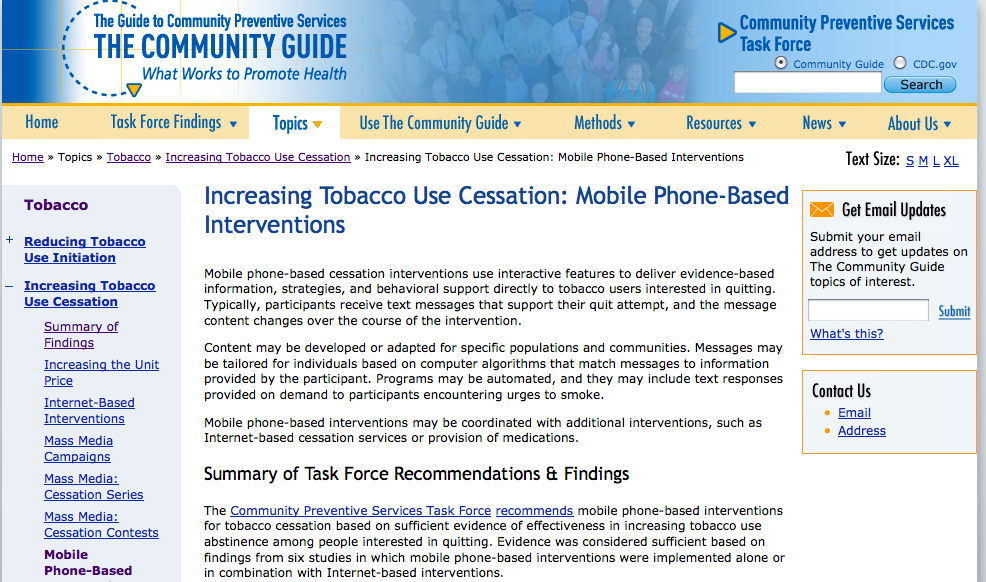 The Guide to Community Preventive Services
THE COMMUNITY GUIDE
What Works to Promote Health
Community Preventive Services
Task Force
Community Guide CDC.gov
Search
Home Task Force Findings Topics Use The Community Guide Methods Resources News About Us
Home » Topics » Tobacco » Increasing Tobacco Use Cessation » Increasing Tobacco Use Cessation: Mobile Phone-Based Interventions
Text Size: S M L XL
Tobacco
+ Reducing Tobacco
Use Initiation
– Increasing Tobacco
Use Cessation
Summary of
Findings
Increasing the Unit
Price
Internet-Based
Interventions
Mass Media
Campaigns
Mass Media:
Cessation Series
Mass Media:
Cessation Contests
Mobile
Phone-Based
Increasing Tobacco Use Cessation: Mobile Phone-Based
Interventions
Mobile phone-based cessation interventions use interactive features to deliver evidence-based
information, strategies, and behavioral support directly to tobacco users interested in quitting.
Typically, participants receive text messages that support their quit attempt, and the message
content changes over the course of the intervention.
Content may be developed or adapted for specific populations and communities. Messages may
be tailored for individuals based on computer algorithms that match messages to information
provided by the participant. Programs may be automated, and they may include text responses
provided on demand to participants encountering urges to smoke.
Mobile phone-based interventions may be coordinated with additional interventions, such as
Internet-based cessation services or provision of medications.
Summary of Task Force Recommendations & Findings
The Community Preventive Services Task Force recommends mobile phone-based interventions
for tobacco cessation based on sufficient evidence of effectiveness in increasing tobacco use
abstinence among people interested in quitting. Evidence was considered sufficient based on
findings from six studies in which mobile phone-based interventions were implemented alone or
in combination with Internet-based interventions.
Get Email Updates
Submit your email
address to get updates on
The Community Guide
topics of interest.
Submit
What's this?
Contact Us
Email
Address